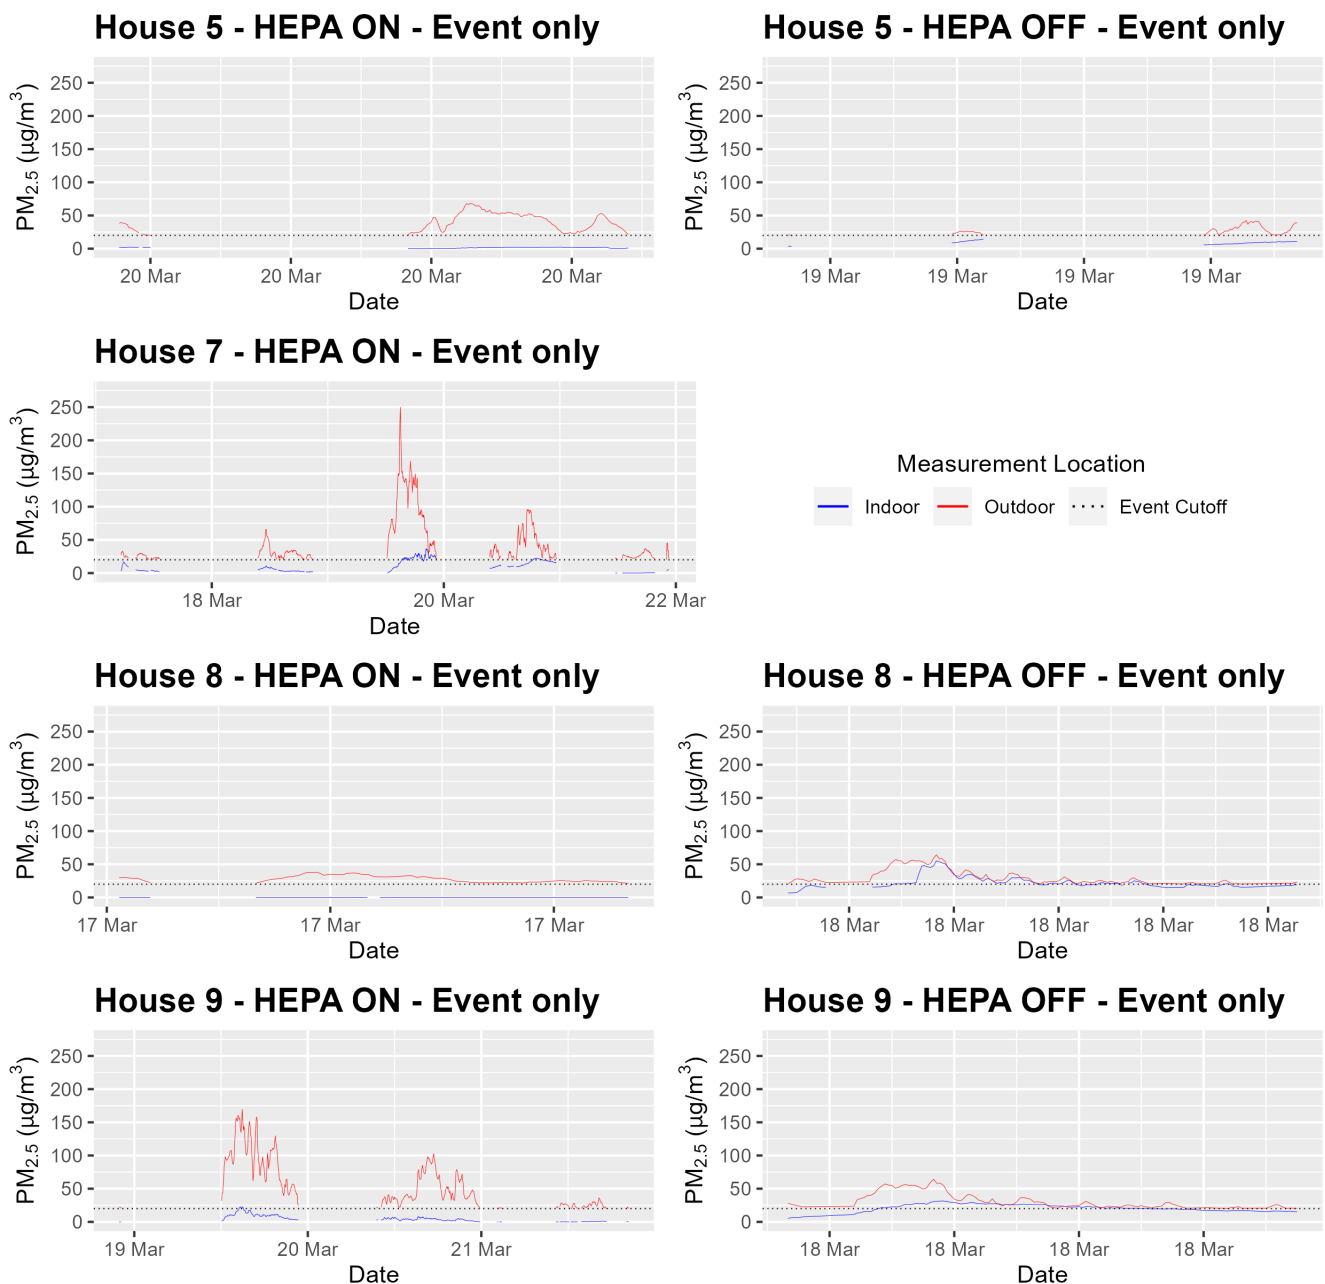 House 5 - HEPA ON - Event only
PM2.5 (µg/m³)
250
200
150
100
50
0
20 Mar 20 Mar 20 Mar 20 Mar
Date
House 5 - HEPA OFF - Event only
PM2.5 (µg/m³)
250
200
150
100
50
0
19 Mar 19 Mar 19 Mar 19 Mar
Date
House 7 - HEPA ON - Event only
PM2.5 (µg/m³)
250
200
150
100
50
0
18 Mar 20 Mar 22 Mar
Date
Measurement Location
Indoor Outdoor Event Cutoff
House 8 - HEPA ON - Event only
PM2.5 (µg/m³)
250
200
150
100
50
0
17 Mar 17 Mar 17 Mar
Date
House 8 - HEPA OFF - Event only
PM2.5 (µg/m³)
250
200
150
100
50
0
18 Mar 18 Mar 18 Mar 18 Mar 18 Mar
Date
House 9 - HEPA ON - Event only
PM2.5 (µg/m³)
250
200
150
100
50
0
19 Mar 20 Mar 21 Mar
Date
House 9 - HEPA OFF - Event only
PM2.5 (µg/m³)
250
200
150
100
50
0
18 Mar 18 Mar 18 Mar 18 Mar
Date